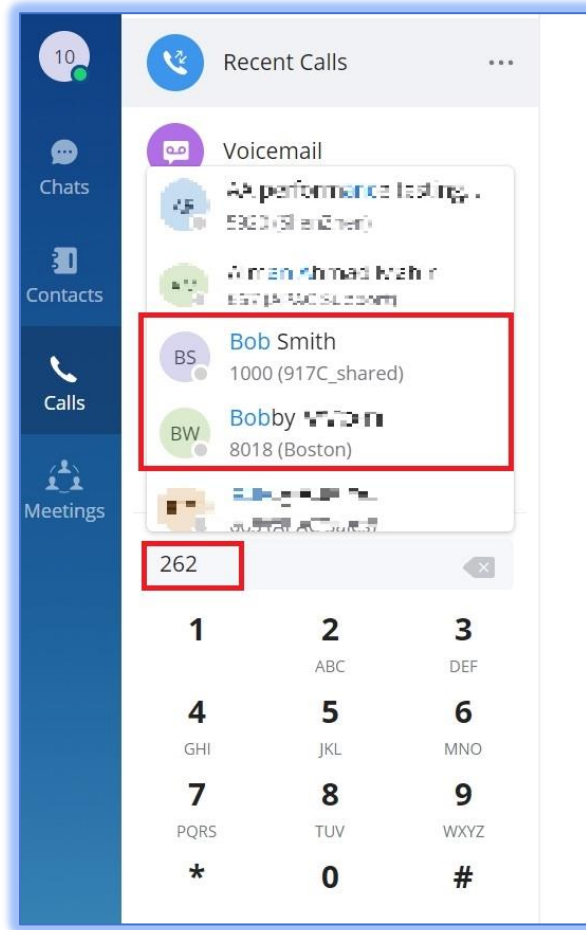 10
Recent Calls ...
Voicemail
Chats
Contacts
BS
Bob Smith
1000 (917C_shared)
Calls
BW
Bobby
8018 (Boston)
Meetings
262
1 2 3
ABC DEF
4 5 6
GHI JKL MNO
7 8 9
PQRS TUV WXYZ
* 0 #